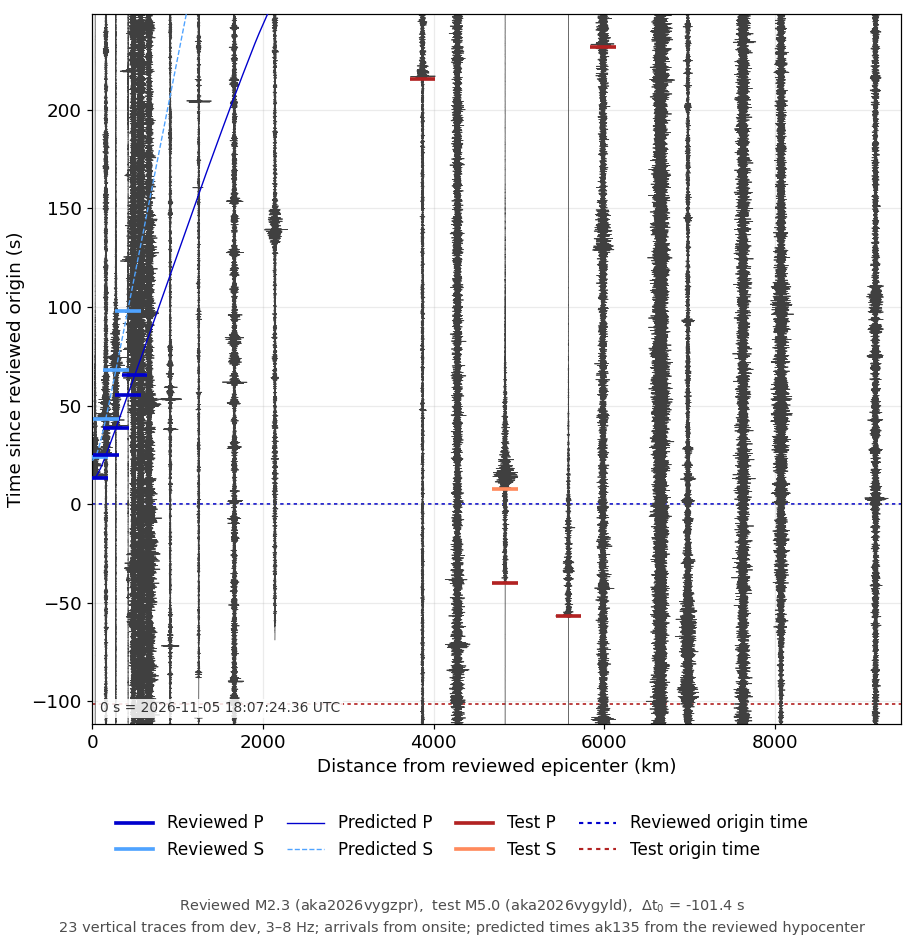 Time since reviewed origin (s)
200
150
100
50
0
−50
−100
0 s = 2026-11-05 18:07:24.36 UTC
0
2000
4000
6000
8000
Distance from reviewed epicenter (km)
Reviewed P
Predicted P
Test P
Reviewed origin time
Reviewed S
Predicted S
Test S
Test origin time
Reviewed M2.3 (aka2026vygzpr),  test M5.0 (aka2026vygyld),  Δt₀ = -101.4 s
23 vertical traces from dev, 3–8 Hz; arrivals from onsite; predicted times ak135 from the reviewed hypocenter